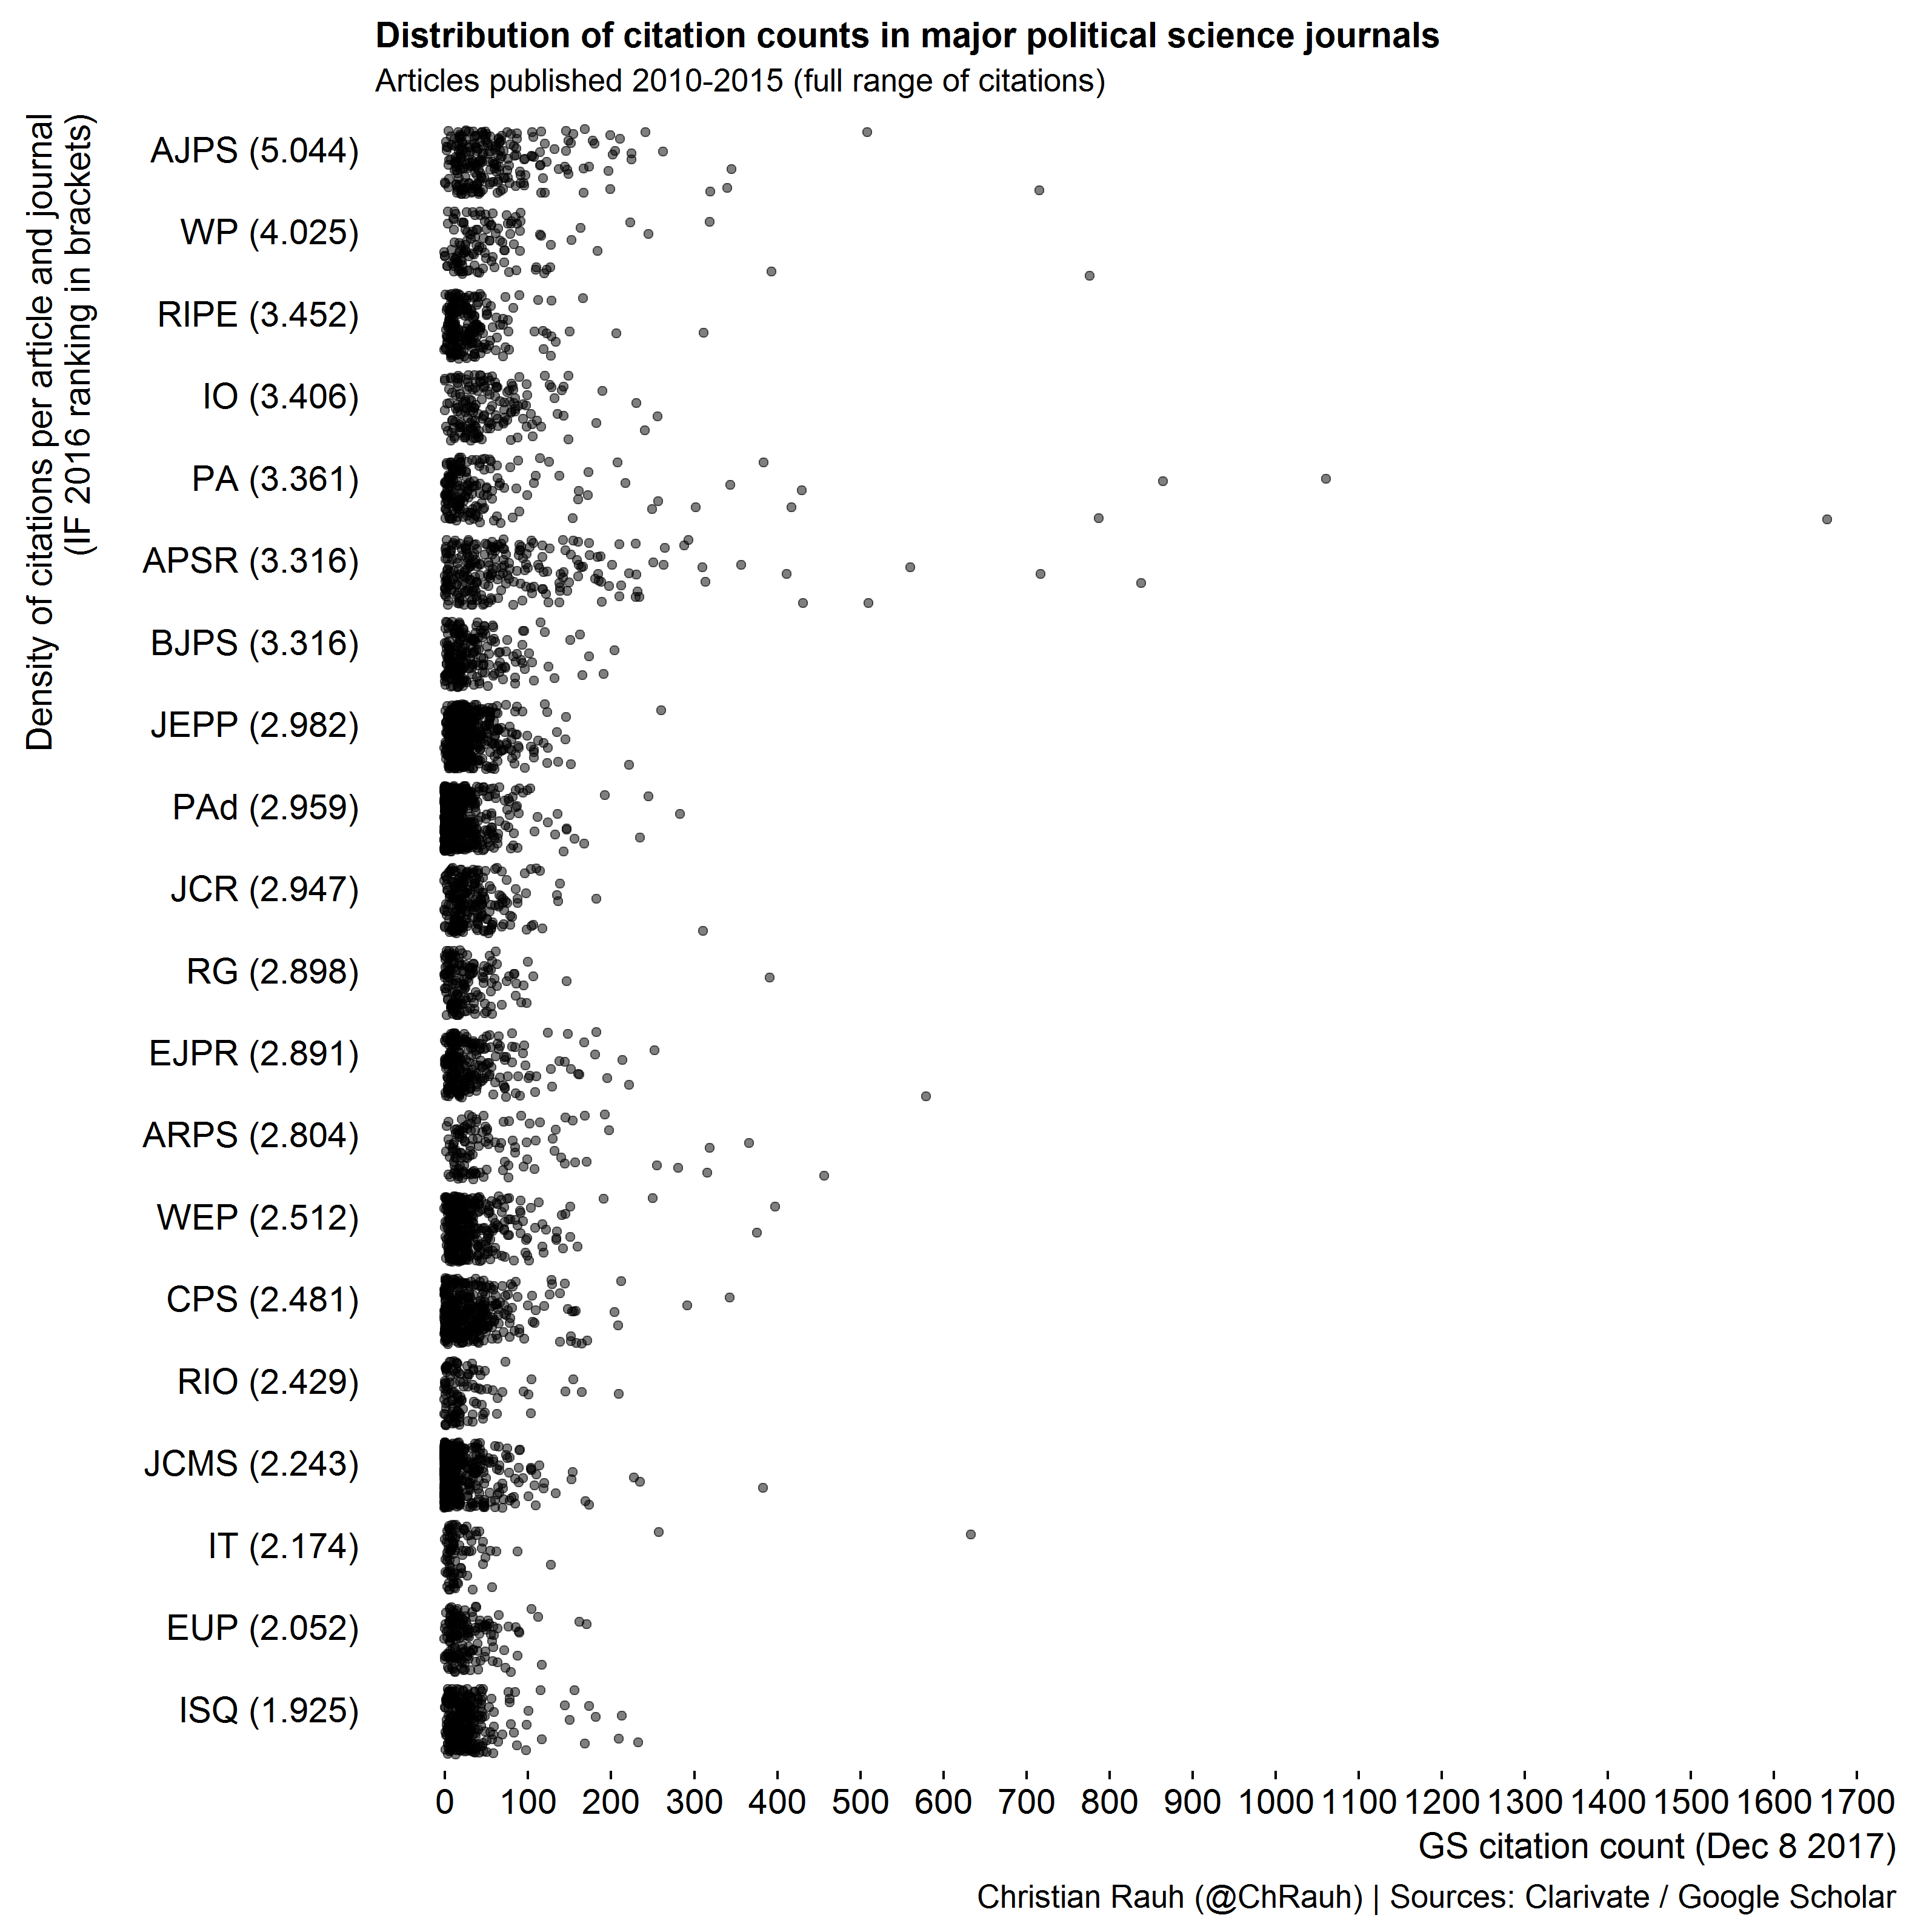 Distribution of citation counts in major political science journals
Articles published 2010-2015 (full range of citations)
Density of citations per article and journal
(IF 2016 ranking in brackets)
AJPS (5.044)
WP (4.025)
RIPE (3.452)
IO (3.406)
PA (3.361)
APSR (3.316)
BJPS (3.316)
JEPP (2.982)
PAd (2.959)
JCR (2.947)
RG (2.898)
EJPR (2.891)
ARPS (2.804)
WEP (2.512)
CPS (2.481)
RIO (2.429)
JCMS (2.243)
IT (2.174)
EUP (2.052)
ISQ (1.925)
0 100 200 300 400 500 600 700 800 900 1000 1100 1200 1300 1400 1500 1600 1700
GS citation count (Dec 8 2017)
Christian Rauh (@ChRauh) | Sources: Clarivate / Google Scholar